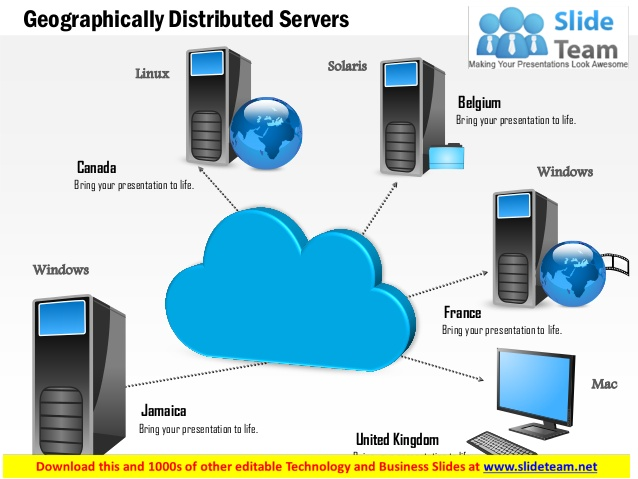 Geographically Distributed Servers
Slide
Team
Making Your Presentations Look Awesome
Linux
Solaris
Belgium
Bring your presentation to life.
Canada
Bring your presentation to life.
Windows
Windows
France
Bring your presentation to life.
Mac
Jamaica
Bring your presentation to life.
United Kingdom
Download this and 1000s of other editable Technology and Business Slides at www.slideteam.net